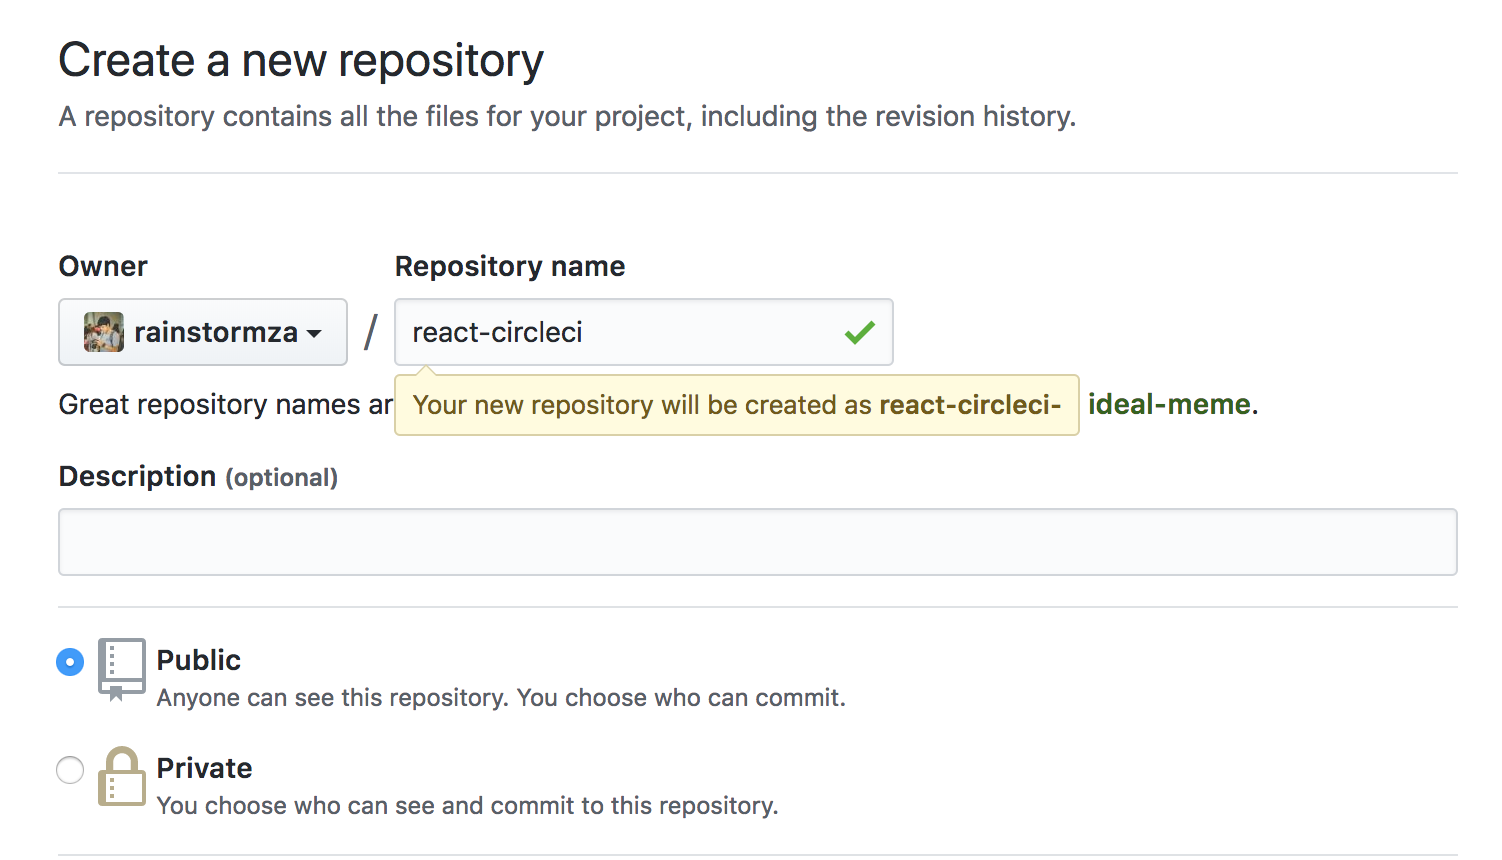 Create a new repository
A repository contains all the files for your project, including the revision history.
Owner
Repository name
rainstormza / react-circleci
Great repository names ar
Your new repository will be created as react-circleci-
ideal-meme.
Description (optional)
Public
Anyone can see this repository. You choose who can commit.
Private
You choose who can see and commit to this repository.